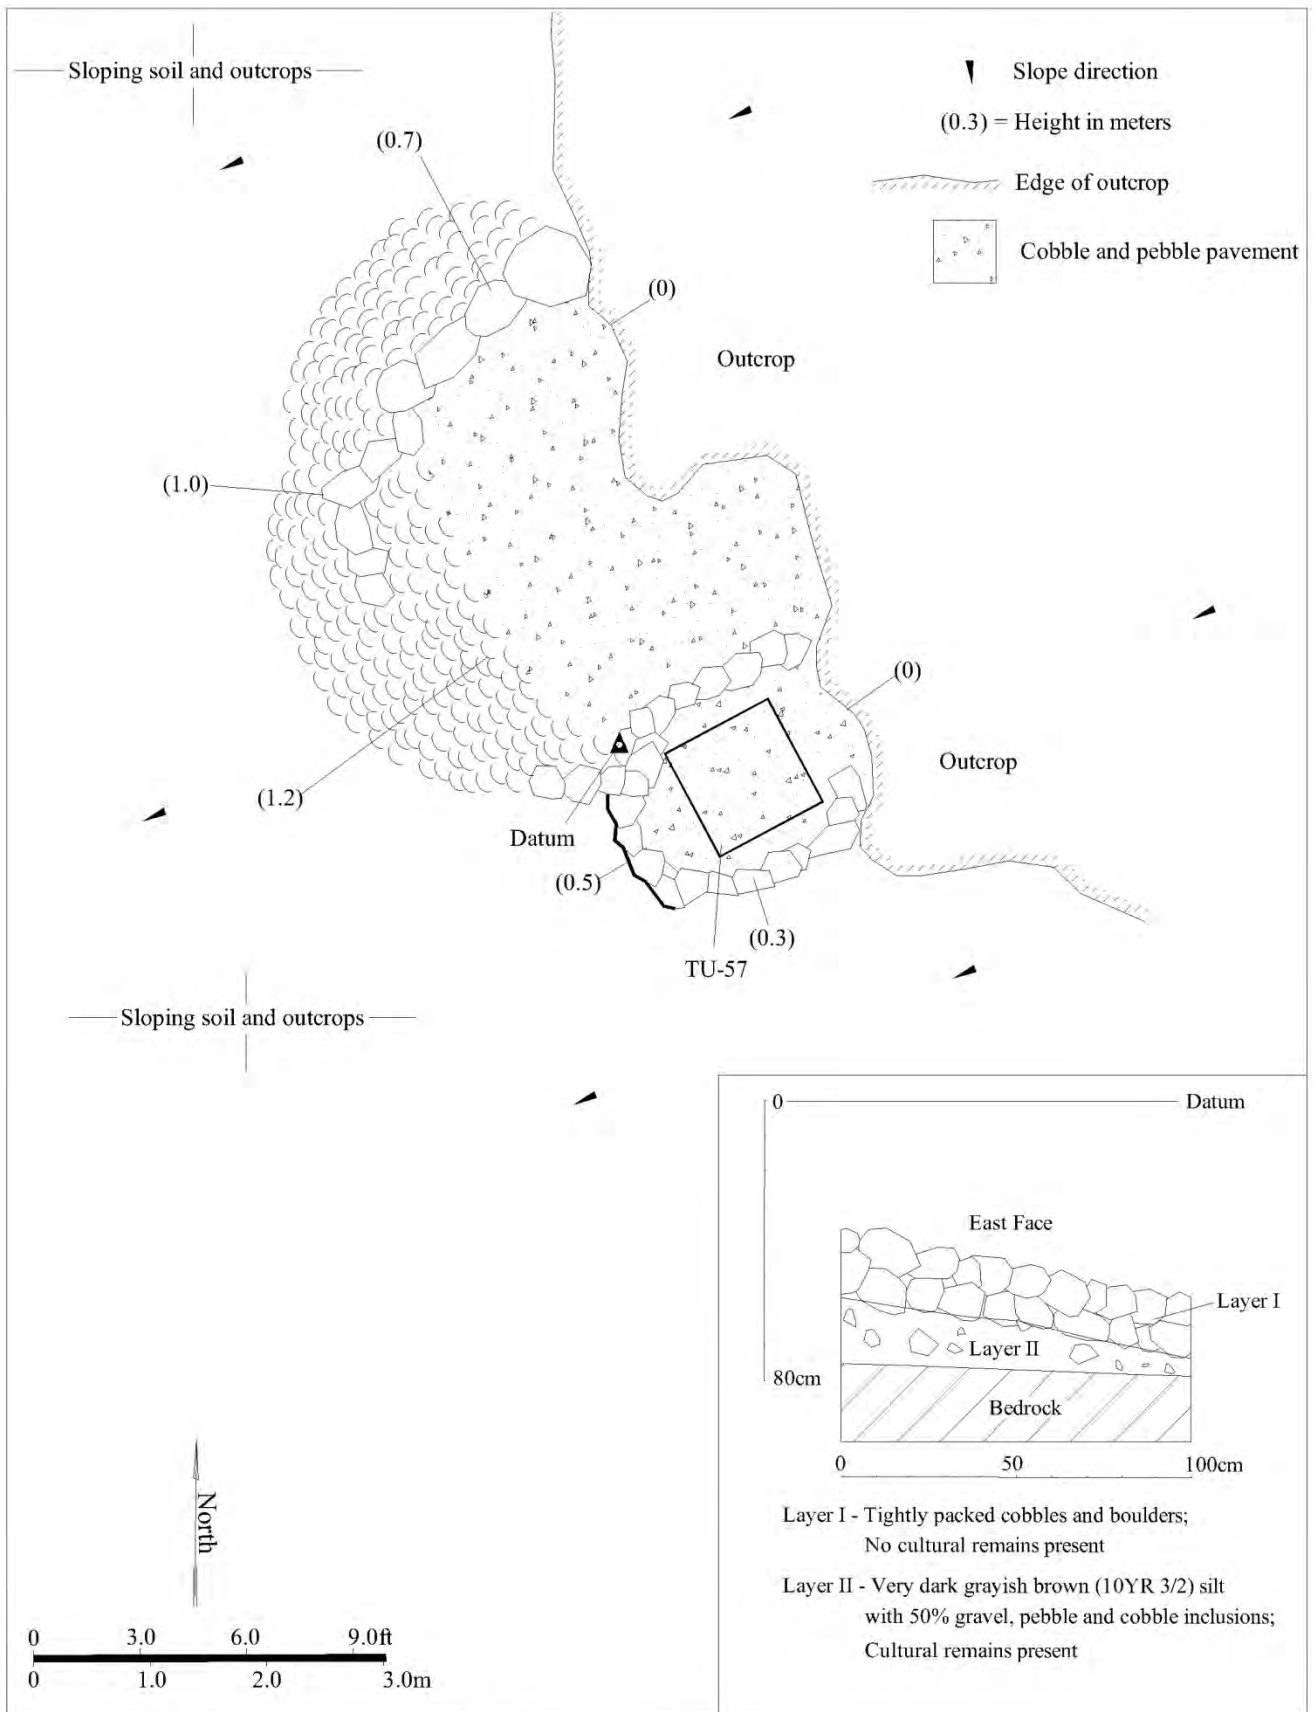 Sloping soil and outcrops
Slope direction
(0.3) = Height in meters
Edge of outcrop
Cobble and pebble pavement
(0.7)
(0)
Outcrop
(1.0)
(0)
Outcrop
(1.2)
Datum
(0.5)
(0.3)
TU-57
Sloping soil and outcrops
North
0 3.0 6.0 9.0ft
0 1.0 2.0 3.0m
0 Datum
East Face
Layer I
Layer II
80cm
Bedrock
0 50 100cm
Layer I - Tightly packed cobbles and boulders;
No cultural remains present
Layer II - Very dark grayish brown (10YR 3/2) silt
with 50% gravel, pebble and cobble inclusions;
Cultural remains present